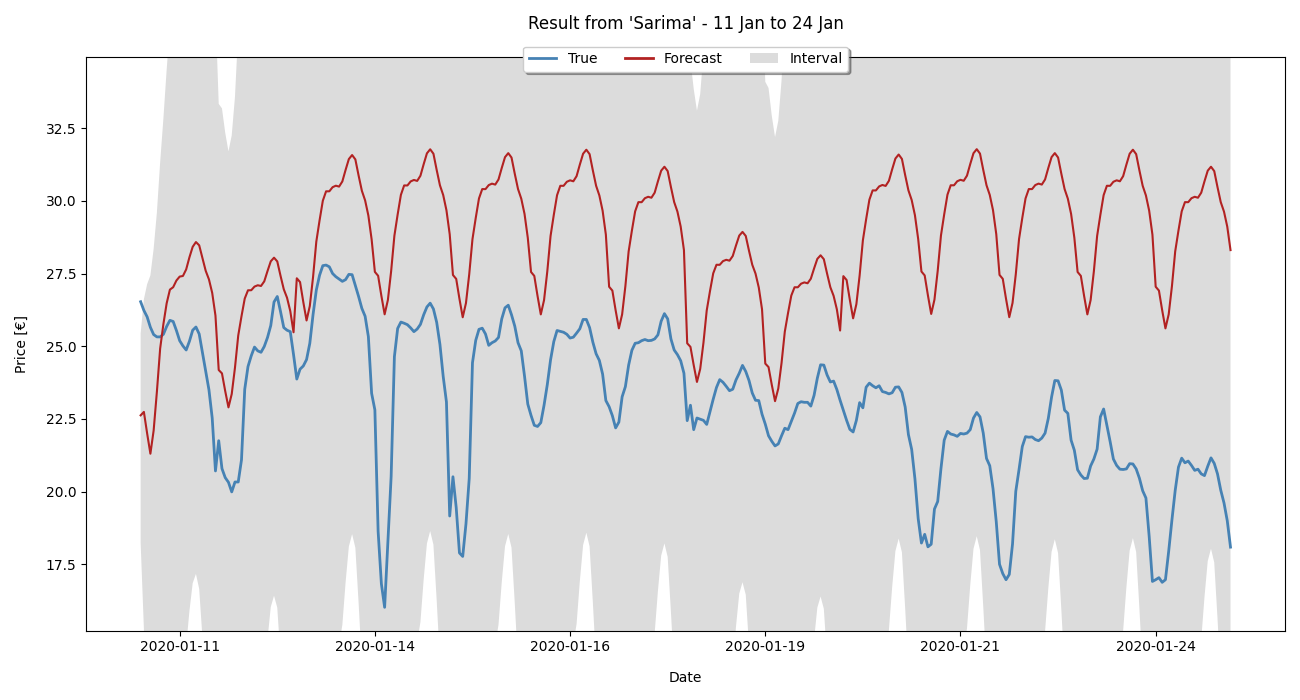 Result from 'Sarima' - 11 Jan to 24 Jan
True Forecast Interval
Price [€]
32.5
30.0
27.5
25.0
22.5
20.0
17.5
2020-01-11 2020-01-14 2020-01-16 2020-01-19 2020-01-21 2020-01-24
Date